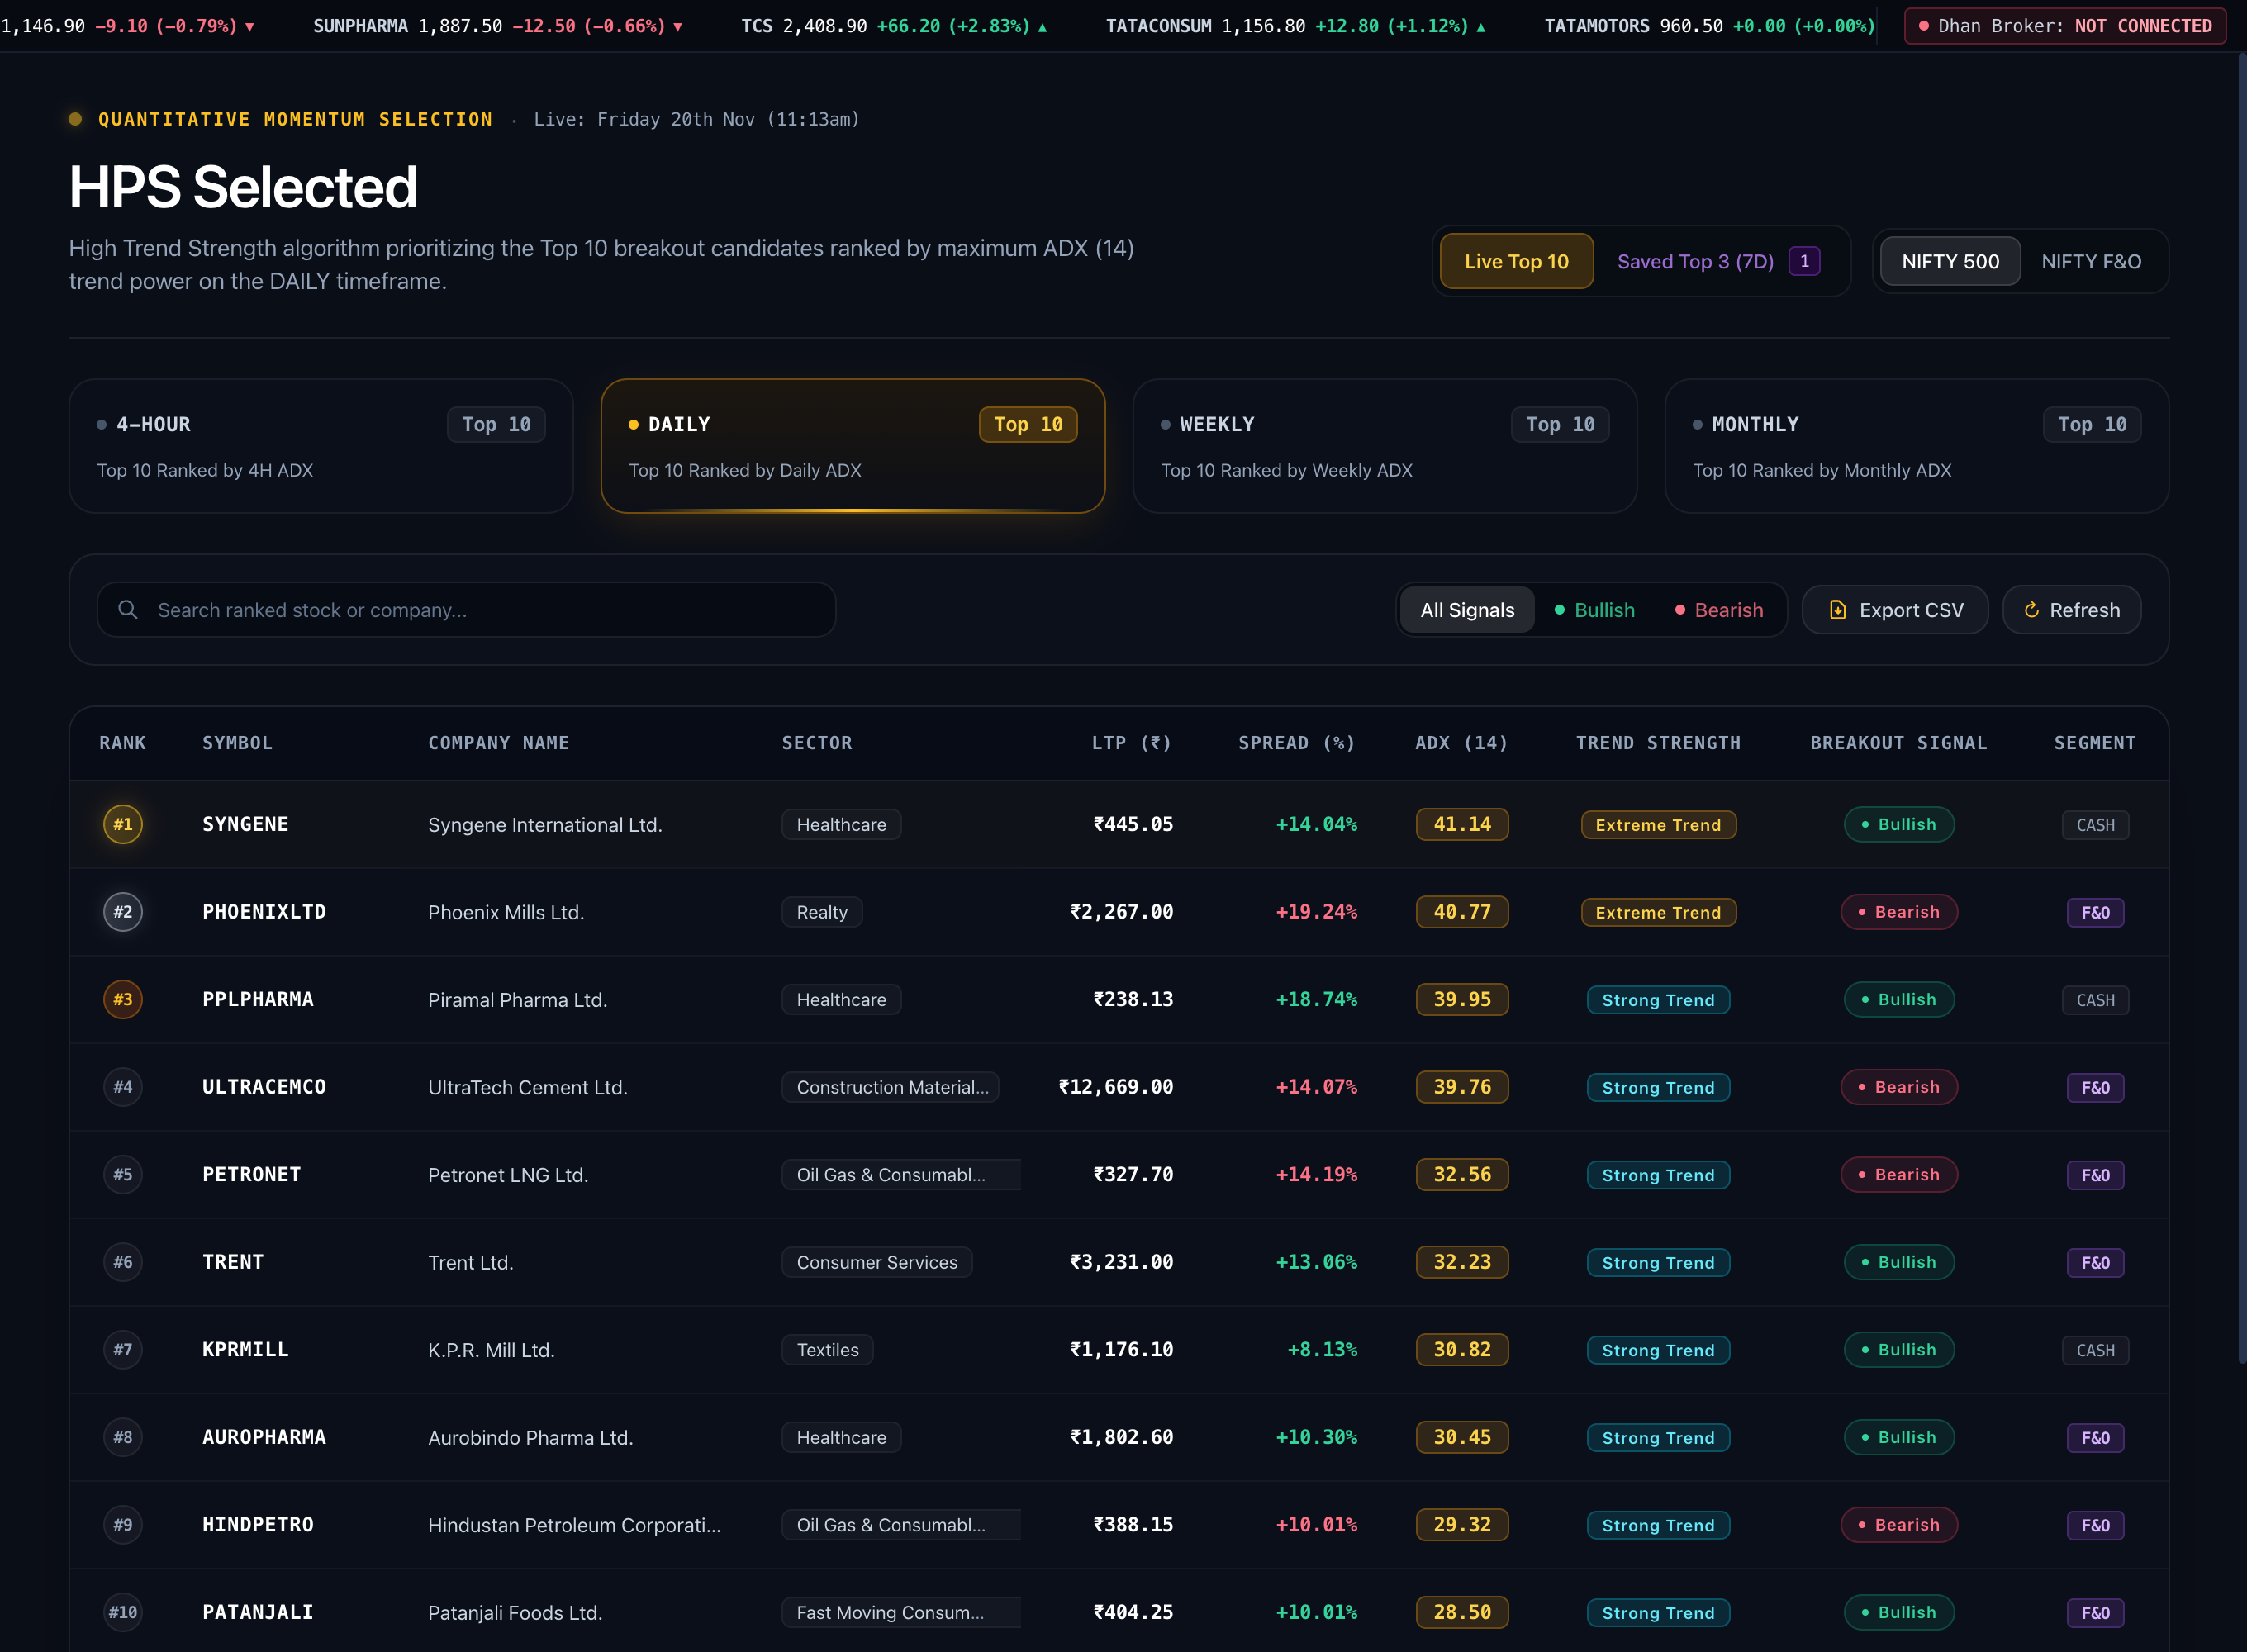 1,146.90 −9.10 (−0.79%) ▼ SUNPHARMA 1,887.50 −12.50 (−0.66%) ▼ TCS 2,408.90 +66.20 (+2.83%) ▲ TATACONSUM 1,156.80 +12.80 (+1.12%) ▲ TATAMOTORS 960.50 +0.00 (+0.00%) Dhan Broker: NOT CONNECTED
QUANTITATIVE MOMENTUM SELECTION · Live: Friday 20th Nov (11:13am)
HPS Selected
High Trend Strength algorithm prioritizing the Top 10 breakout candidates ranked by maximum ADX (14)
trend power on the DAILY timeframe.
Live Top 10 Saved Top 3 (7D) 1 NIFTY 500 NIFTY F&O
4-HOUR Top 10
Top 10 Ranked by 4H ADX
DAILY Top 10
Top 10 Ranked by Daily ADX
WEEKLY Top 10
Top 10 Ranked by Weekly ADX
MONTHLY Top 10
Top 10 Ranked by Monthly ADX
Search ranked stock or company... All Signals Bullish Bearish Export CSV Refresh
RANK SYMBOL COMPANY NAME SECTOR LTP (₹) SPREAD (%) ADX (14) TREND STRENGTH BREAKOUT SIGNAL SEGMENT
#1 SYNGENE Syngene International Ltd. Healthcare ₹445.05 +14.04% 41.14 Extreme Trend Bullish CASH
#2 PHOENIXLTD Phoenix Mills Ltd. Realty ₹2,267.00 +19.24% 40.77 Extreme Trend Bearish F&O
#3 PPLPHARMA Piramal Pharma Ltd. Healthcare ₹238.13 +18.74% 39.95 Strong Trend Bullish CASH
#4 ULTRACEMCO UltraTech Cement Ltd. Construction Material... ₹12,669.00 +14.07% 39.76 Strong Trend Bearish F&O
#5 PETRONET Petronet LNG Ltd. Oil Gas & Consumabl... ₹327.70 +14.19% 32.56 Strong Trend Bearish F&O
#6 TRENT Trent Ltd. Consumer Services ₹3,231.00 +13.06% 32.23 Strong Trend Bullish F&O
#7 KPRMILL K.P.R. Mill Ltd. Textiles ₹1,176.10 +8.13% 30.82 Strong Trend Bullish CASH
#8 AUROPHARMA Aurobindo Pharma Ltd. Healthcare ₹1,802.60 +10.30% 30.45 Strong Trend Bullish F&O
#9 HINDPETRO Hindustan Petroleum Corporati... Oil Gas & Consumabl... ₹388.15 +10.01% 29.32 Strong Trend Bearish F&O
#10 PATANJALI Patanjali Foods Ltd. Fast Moving Consum... ₹404.25 +10.01% 28.50 Strong Trend Bullish F&O